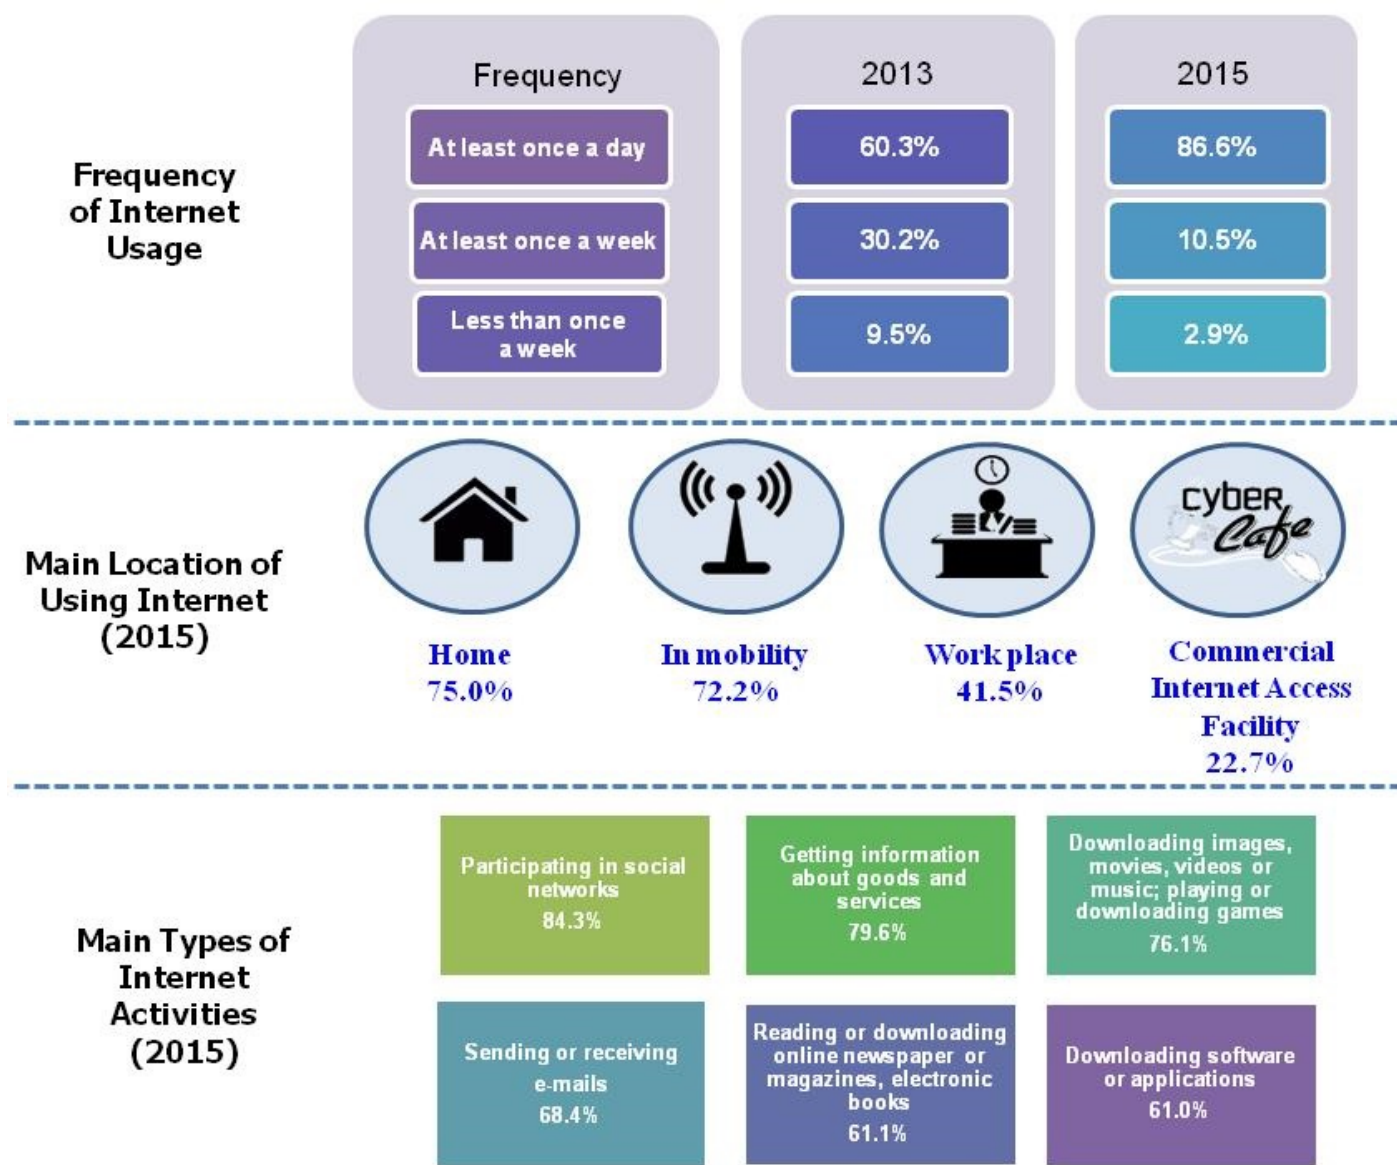 Frequency
of Internet
Usage
Frequency
2013
2015
At least once a day
60.3%
86.6%
At least once a week
30.2%
10.5%
Less than once
a week
9.5%
2.9%
Main Location of
Using Internet
(2015)
cyber
Cafe
Home
75.0%
In mobility
72.2%
Work place
41.5%
Commercial
Internet Access
Facility
22.7%
Main Types of
Internet
Activities
(2015)
Participating in social
networks
84.3%
Getting information
about goods and
services
79.6%
Downloading images,
movies, videos or
music; playing or
downloading games
76.1%
Sending or receiving
e-mails
68.4%
Reading or downloading
online newspaper or
magazines, electronic
books
61.1%
Downloading software
or applications
61.0%